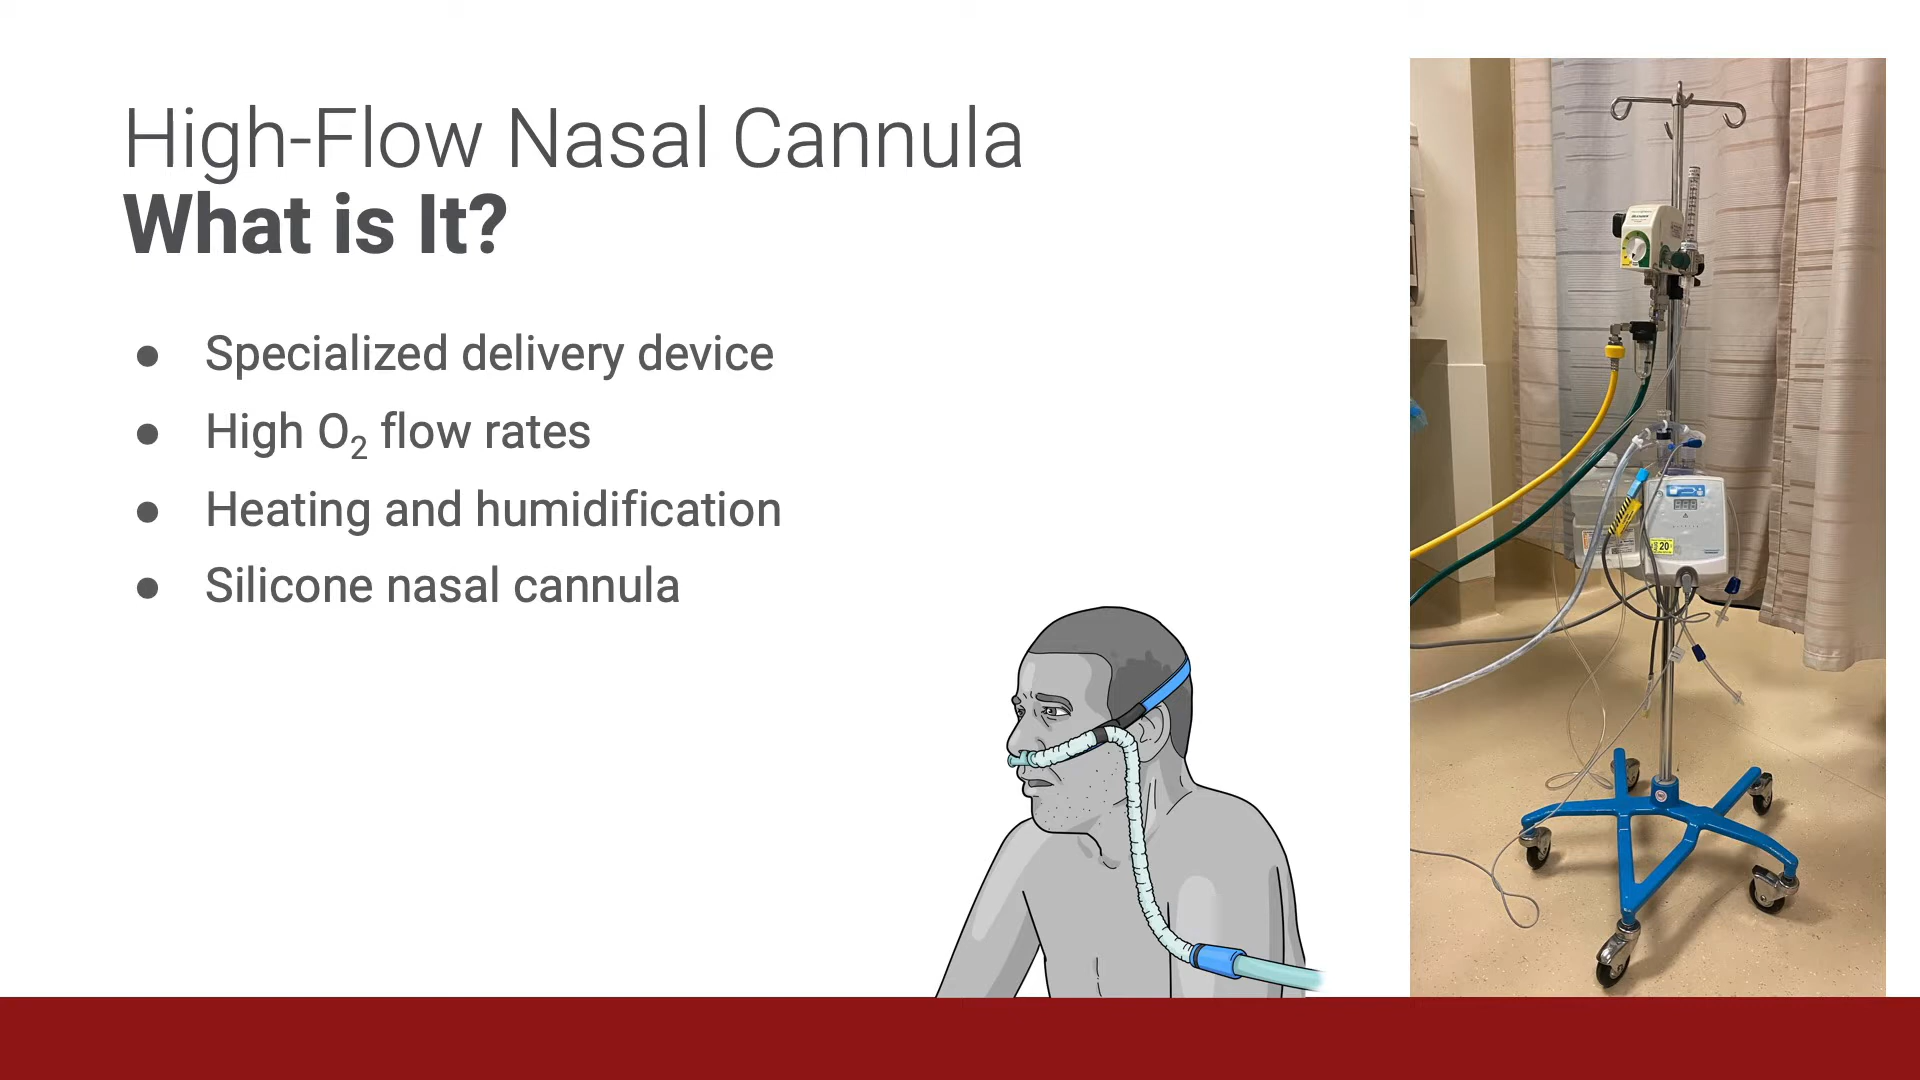 High-Flow Nasal Cannula
What is It?
● Specialized delivery device
● High O₂ flow rates
● Heating and humidification
● Silicone nasal cannula
20